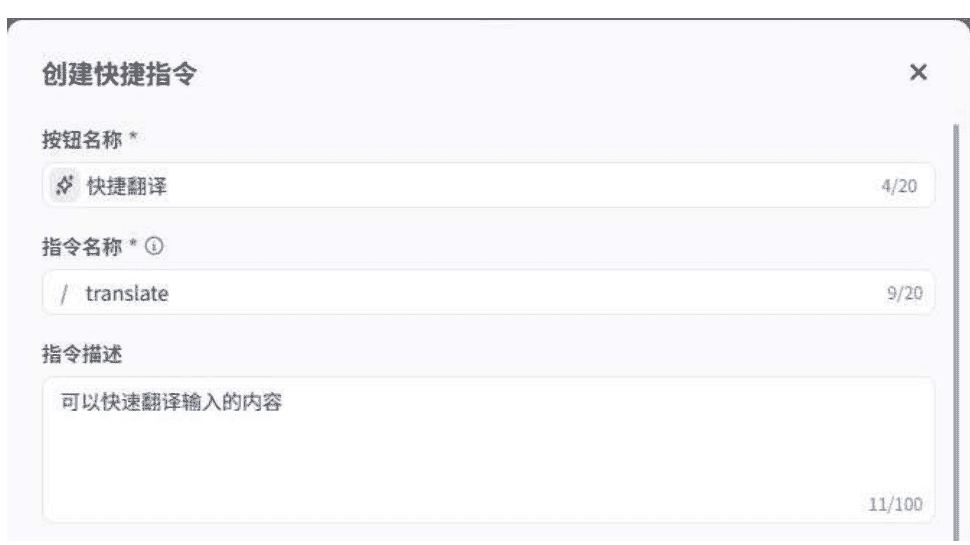 创建快捷指令
按钮名称 *
快捷翻译 4/20
指令名称 *
/ translate 9/20
指令描述
可以快速翻译输入的内容
11/100